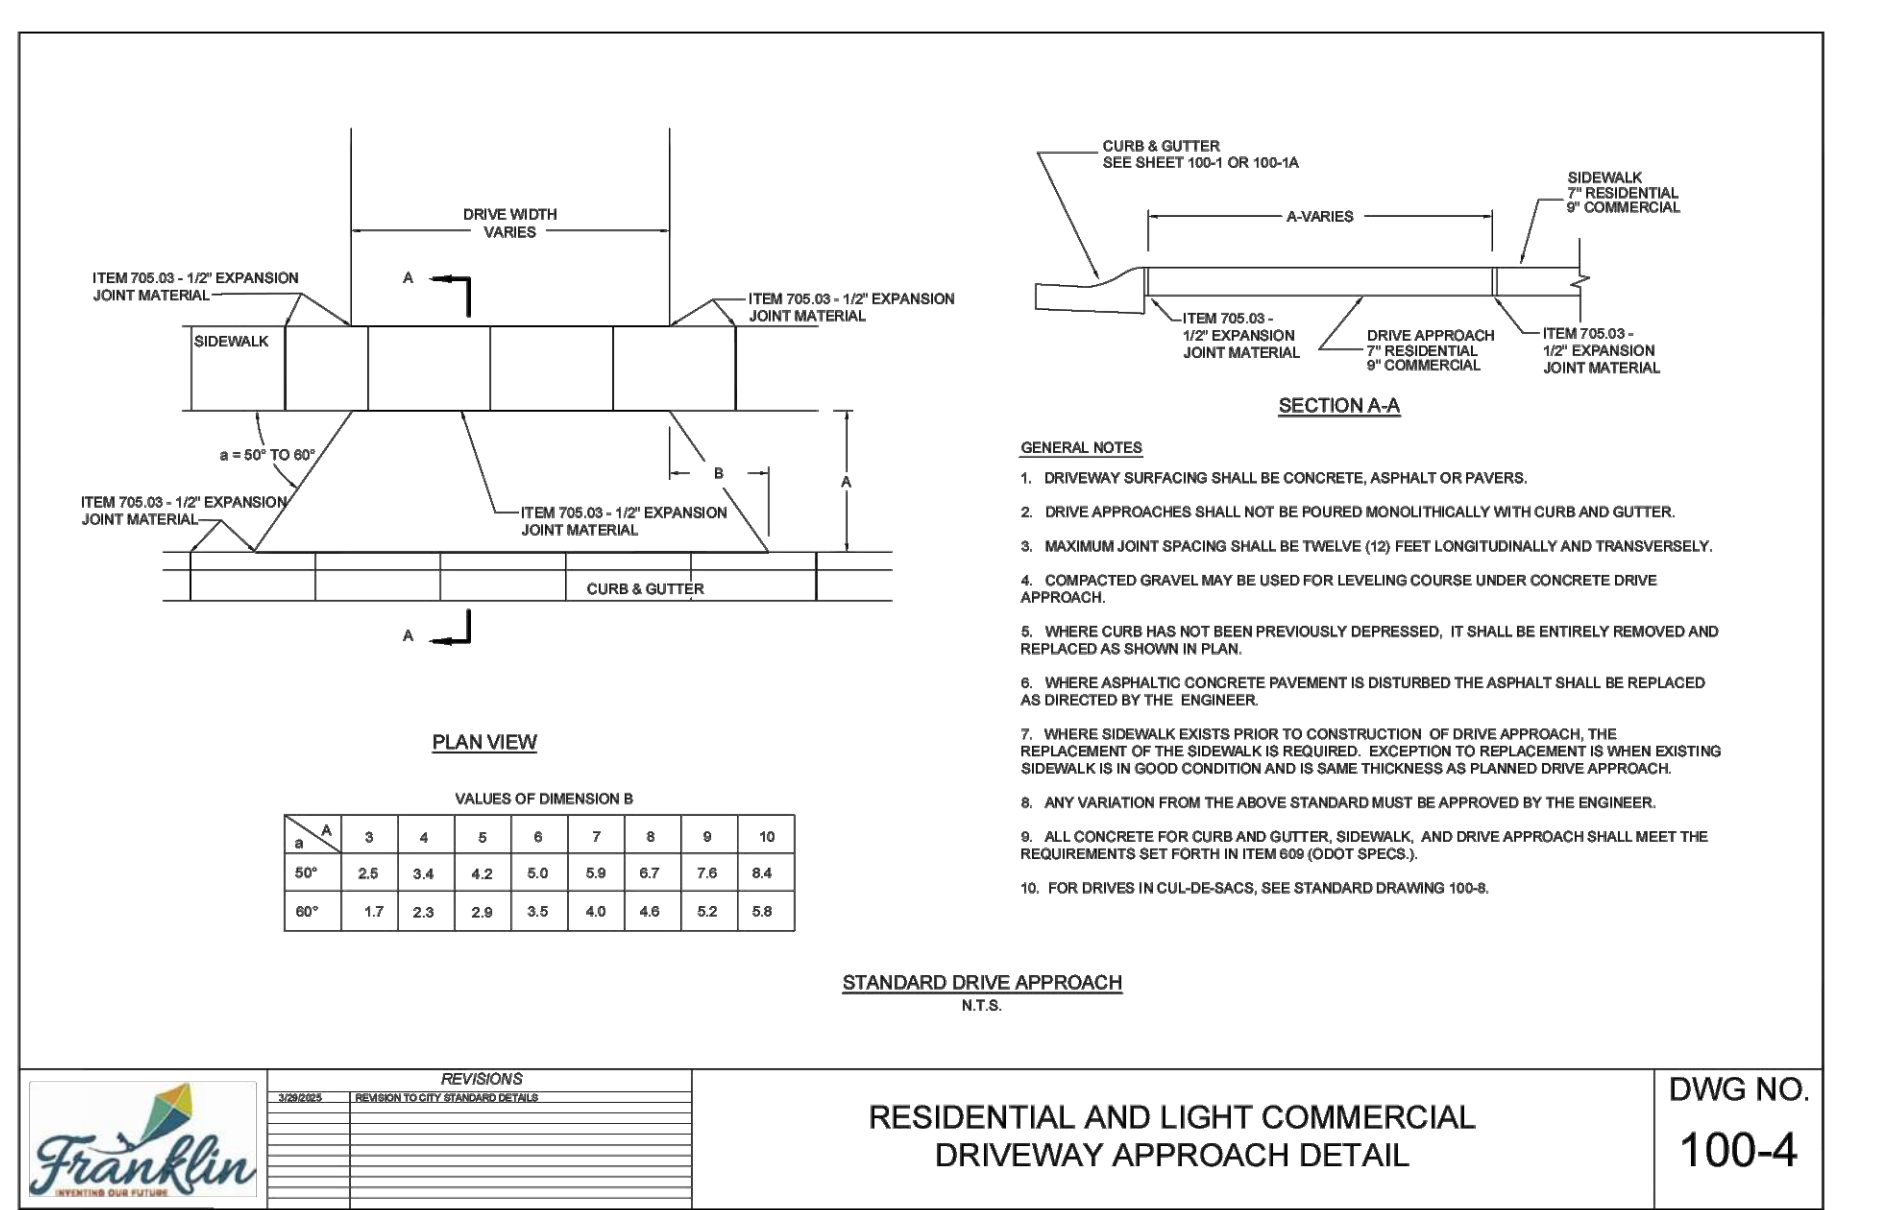 DRIVE WIDTH
VARIES
A
ITEM 705.03 - 1/2" EXPANSION
JOINT MATERIAL
ITEM 705.03 - 1/2" EXPANSION
JOINT MATERIAL
SIDEWALK
a = 50° TO 60°
B
A
ITEM 705.03 - 1/2" EXPANSION
JOINT MATERIAL
ITEM 705.03 - 1/2" EXPANSION
JOINT MATERIAL
CURB & GUTTER
A
PLAN VIEW
VALUES OF DIMENSION B
A
a
3 4 5 6 7 8 9 10
50° 2.5 3.4 4.2 5.0 5.9 6.7 7.6 8.4
60° 1.7 2.3 2.9 3.5 4.0 4.6 5.2 5.8
CURB & GUTTER
SEE SHEET 100-1 OR 100-1A
SIDEWALK
7" RESIDENTIAL
9" COMMERCIAL
A-VARIES
ITEM 705.03 -
1/2" EXPANSION
JOINT MATERIAL
DRIVE APPROACH
7" RESIDENTIAL
9" COMMERCIAL
ITEM 705.03 -
1/2" EXPANSION
JOINT MATERIAL
SECTION A-A
GENERAL NOTES
1. DRIVEWAY SURFACING SHALL BE CONCRETE, ASPHALT OR PAVERS.
2. DRIVE APPROACHES SHALL NOT BE POURED MONOLITHICALLY WITH CURB AND GUTTER.
3. MAXIMUM JOINT SPACING SHALL BE TWELVE (12) FEET LONGITUDINALLY AND TRANSVERSELY.
4. COMPACTED GRAVEL MAY BE USED FOR LEVELING COURSE UNDER CONCRETE DRIVE
APPROACH.
5. WHERE CURB HAS NOT BEEN PREVIOUSLY DEPRESSED, IT SHALL BE ENTIRELY REMOVED AND
REPLACED AS SHOWN IN PLAN.
6. WHERE ASPHALTIC CONCRETE PAVEMENT IS DISTURBED THE ASPHALT SHALL BE REPLACED
AS DIRECTED BY THE ENGINEER.
7. WHERE SIDEWALK EXISTS PRIOR TO CONSTRUCTION OF DRIVE APPROACH, THE
REPLACEMENT OF THE SIDEWALK IS REQUIRED. EXCEPTION TO REPLACEMENT IS WHEN EXISTING
SIDEWALK IS IN GOOD CONDITION AND IS SAME THICKNESS AS PLANNED DRIVE APPROACH.
8. ANY VARIATION FROM THE ABOVE STANDARD MUST BE APPROVED BY THE ENGINEER.
9. ALL CONCRETE FOR CURB AND GUTTER, SIDEWALK, AND DRIVE APPROACH SHALL MEET THE
REQUIREMENTS SET FORTH IN ITEM 609 (ODOT SPECS.).
10. FOR DRIVES IN CUL-DE-SACS, SEE STANDARD DRAWING 100-8.
STANDARD DRIVE APPROACH
N.T.S.
Franklin
INVENTING OUR FUTURE
REVISIONS
3/29/2025 REVISION TO CITY STANDARD DETAILS
RESIDENTIAL AND LIGHT COMMERCIAL
DRIVEWAY APPROACH DETAIL
DWG NO.
100-4